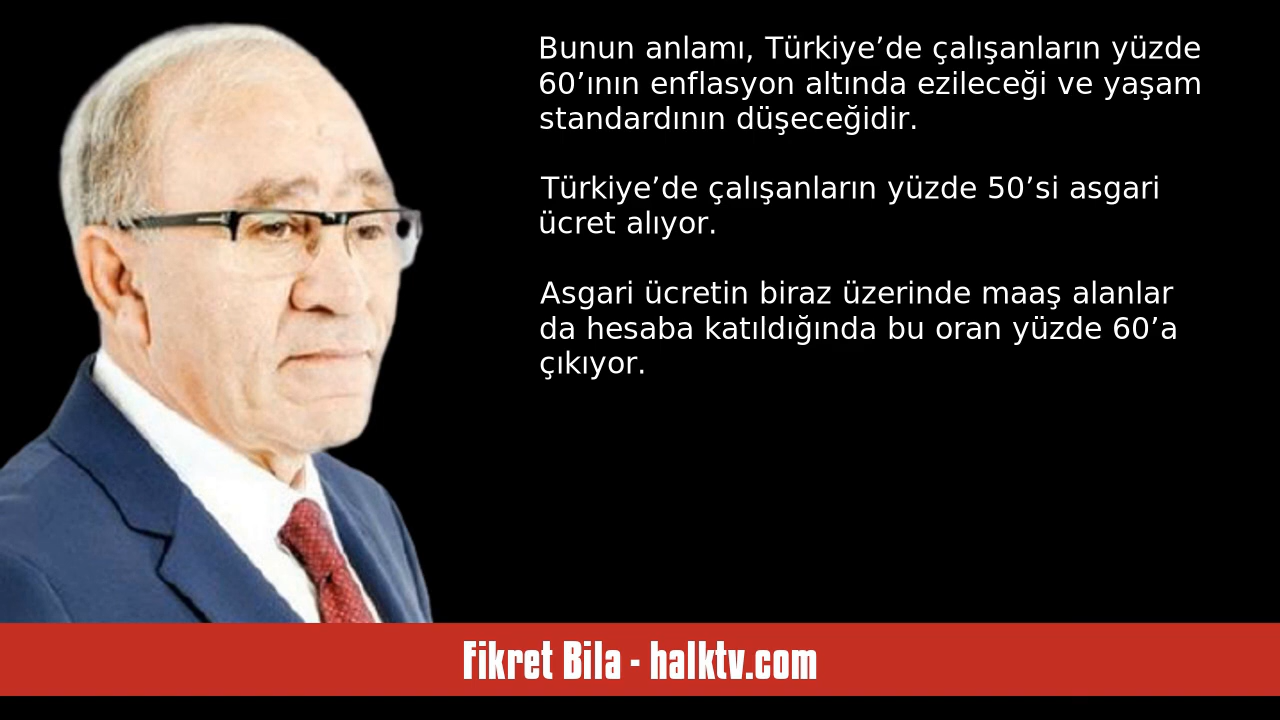 Bunun anlamı, Türkiye’de çalışanların yüzde
60’ının enflasyon altında ezileceği ve yaşam
standardının düşeceğidir.
Türkiye’de çalışanların yüzde 50’si asgari
ücret alıyor.
Asgari ücretin biraz üzerinde maaş alanlar
da hesaba katıldığında bu oran yüzde 60’a
çıkıyor.
Fikret Bila - halktv.com